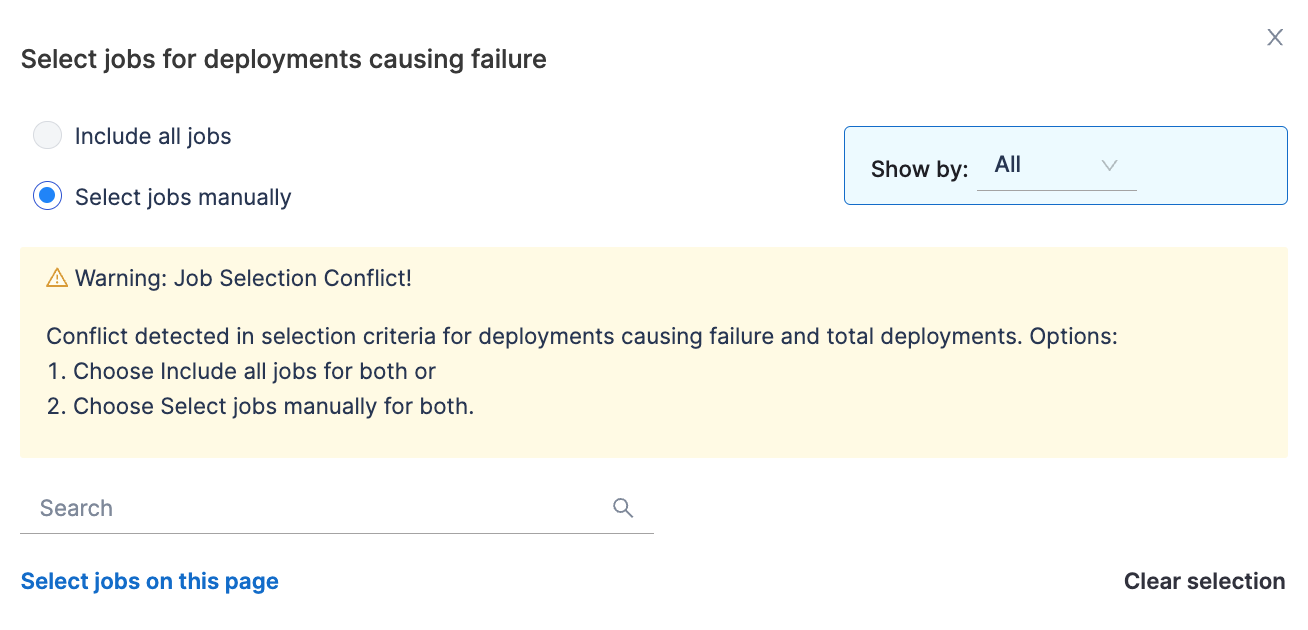 Select jobs for deployments causing failure
Include all jobs
Select jobs manually
Show by: All
Warning: Job Selection Conflict!
Conflict detected in selection criteria for deployments causing failure and total deployments. Options:
1. Choose Include all jobs for both or
2. Choose Select jobs manually for both.
Search
Select jobs on this page
Clear selection